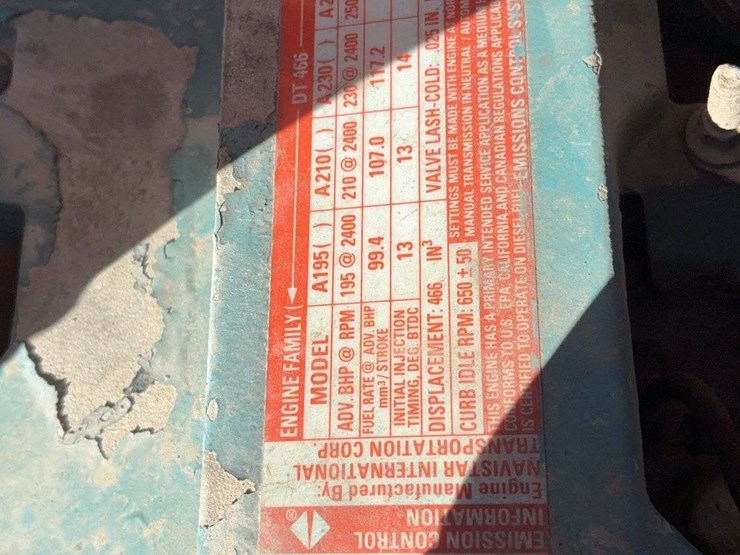 EMISSION CONTROL
INFORMATION
®
Engine Manufactured By:
NAVISTAR INTERNATIONAL
TRANSPORTATION CORP.
ENGINE FAMILY ( DT 466
MODEL A195( ) A210( ) A230( ) A2
ADV. BHP @ RPM 195 @ 2400 210 @ 2400 230 @ 2400 250
FUEL RATE @ ADV. BHP
mm³/ STROKE 99.4 107.0 117.2
INITIAL INJECTION
TIMING, DEG. BTDC 13 13 14
DISPLACEMENT: 466, IN³ VALVE LASH-COLD: .025 IN.
CURB IDLE RPM: 650 ± 50 SETTINGS MUST BE MADE WITH ENGINE
MANUAL TRANSMISSION IN NEUTRAL /
THIS ENGINE HAS A PRIMARY INTENDED SERVICE APPLICATION AS A
CONFORMS TO U.S. EPA, CALIFORNIA AND CANADIAN REGULATIONS
IS CERTIFIED TO OPERATE ON DIESEL FUEL. EMISSIONS CONTROL